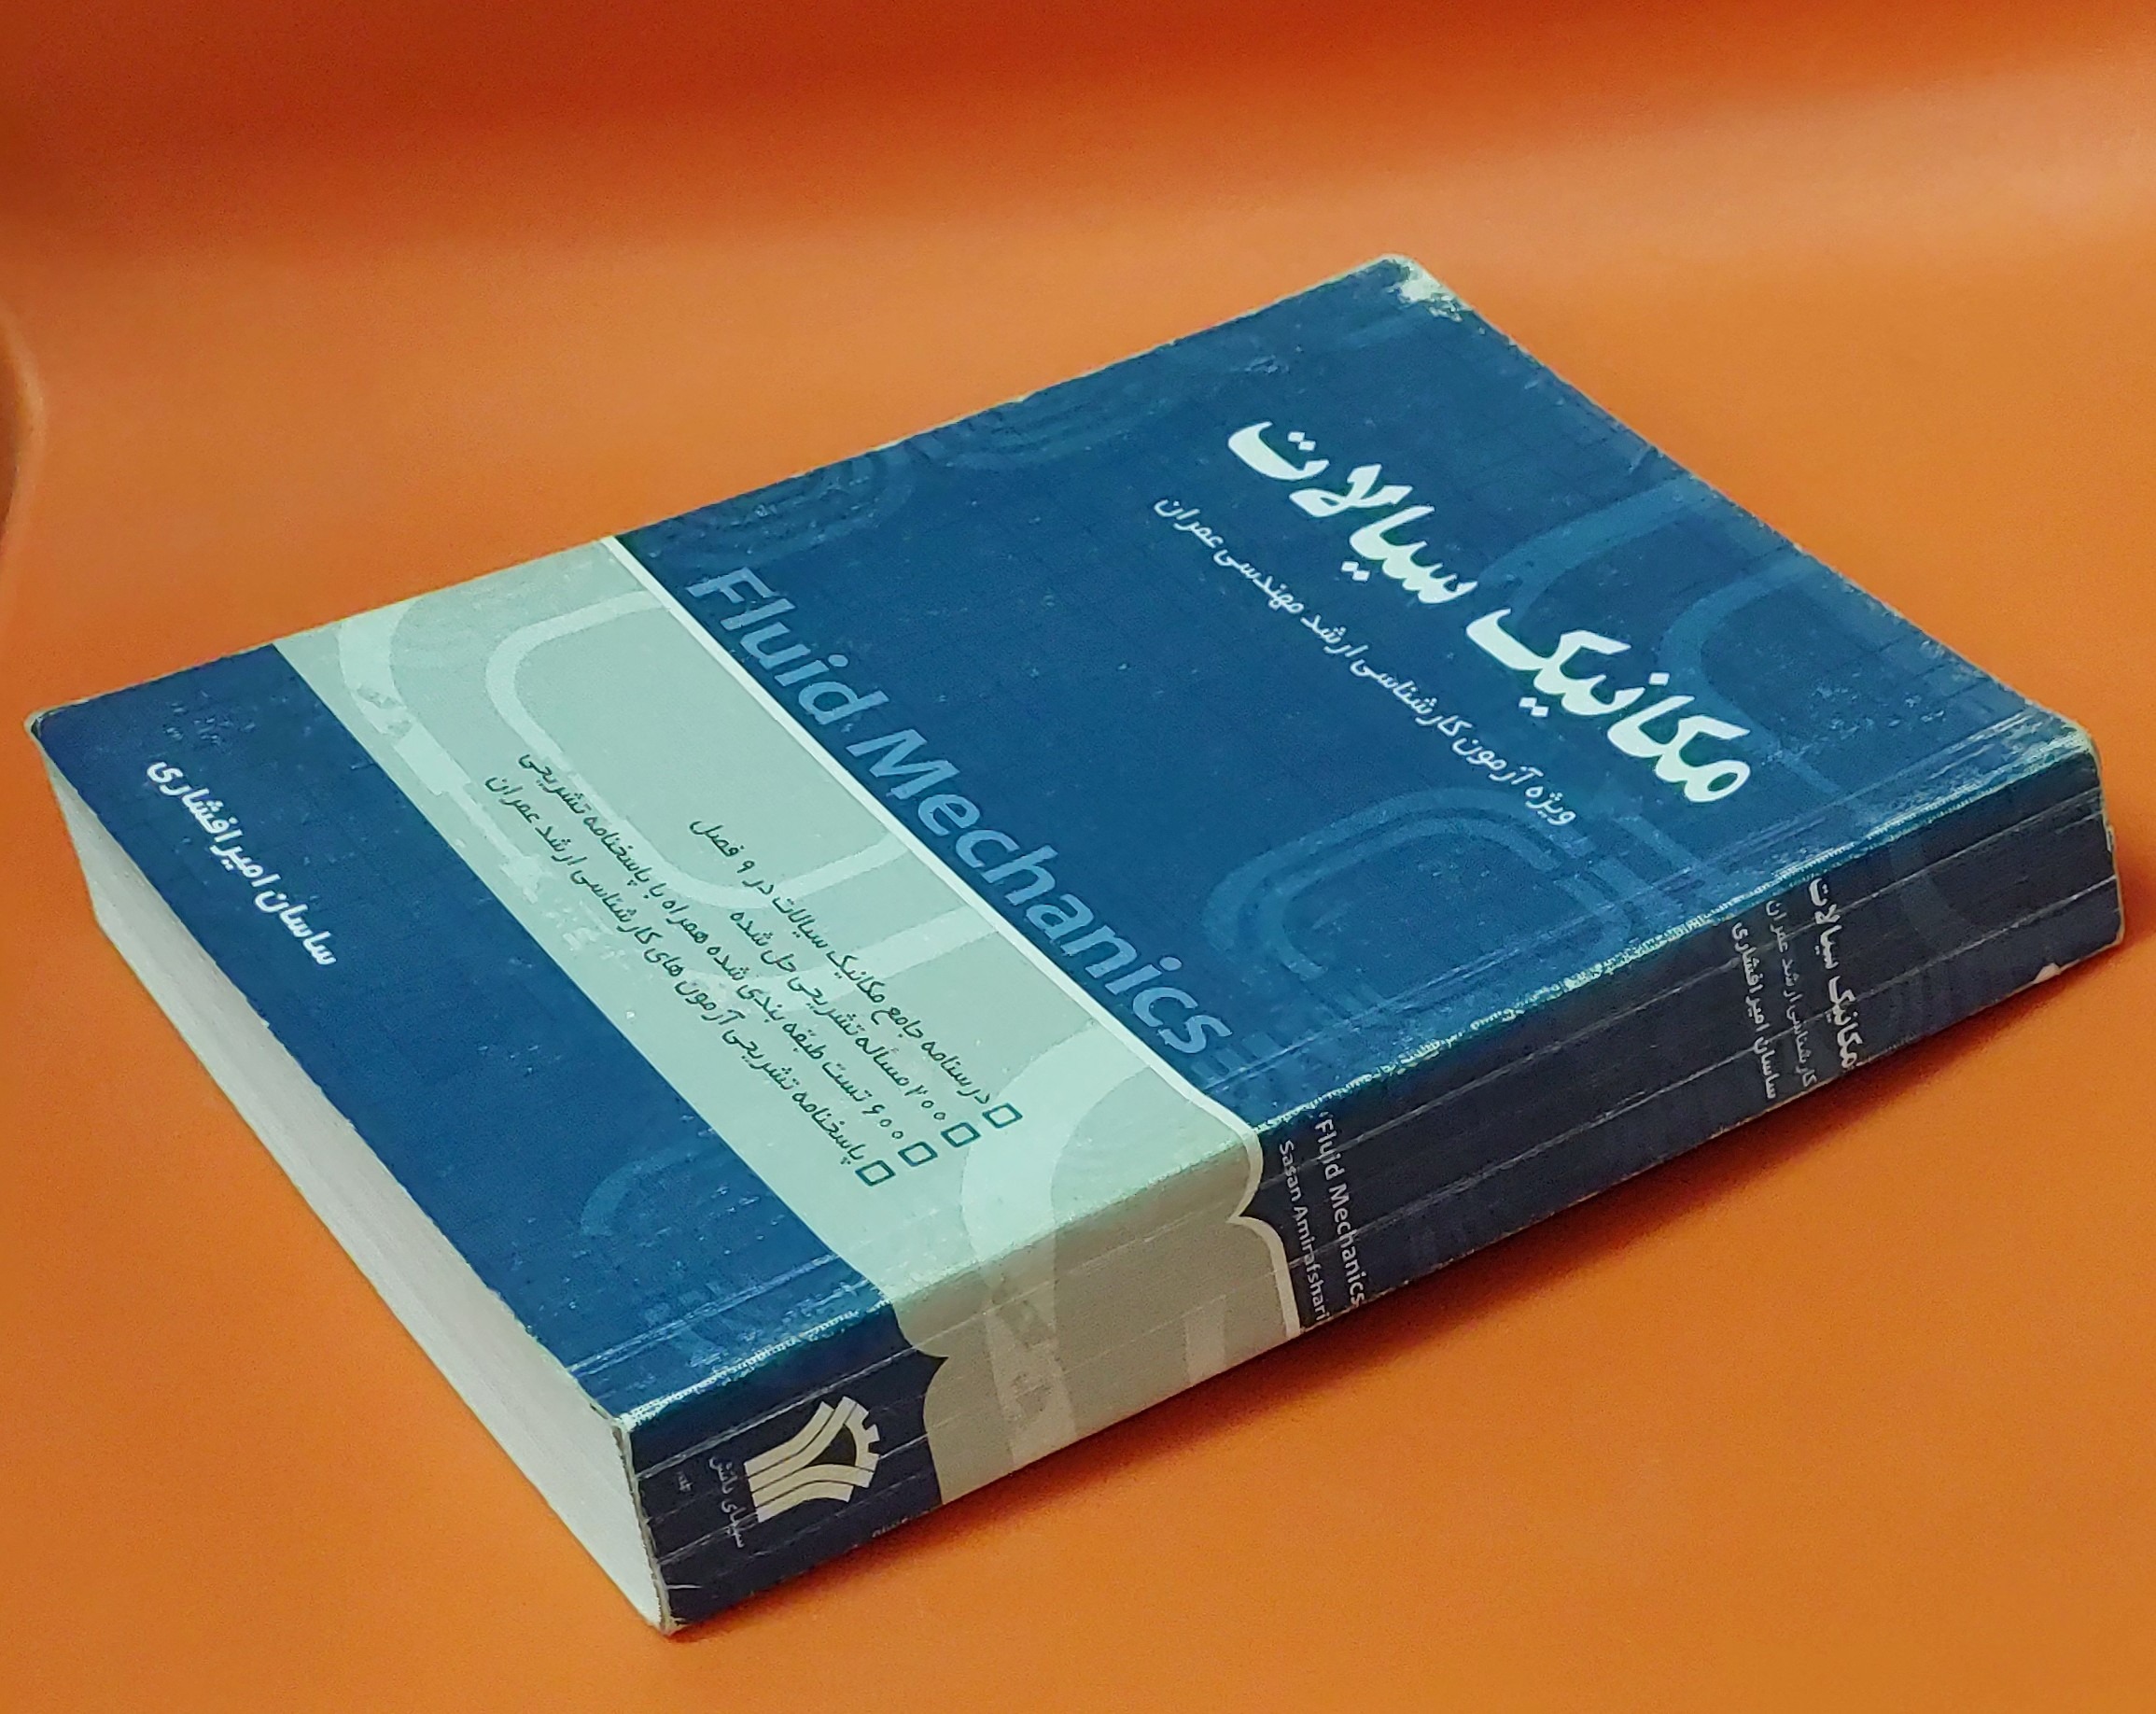 مکانیک سیالات
ویژه آزمون کارشناسی ارشد مهندسی عمران
Fluid Mechanics
درسنامه جامع مکانیک سیالات در ۹ فصل
۲۰۰ مسأله تشریحی حل شده
۶۰۰ تست طبقه بندی شده همراه با پاسخنامه تشریحی
پاسخنامه تشریحی آزمون های کارشناسی ارشد عمران
ساسان امیرافشاری
مکانیک سیالات
کارشناسی ارشد عمران
ساسان امیرافشاری
Fluid Mechanics
Sasan Amirafshari
سیمای دانش